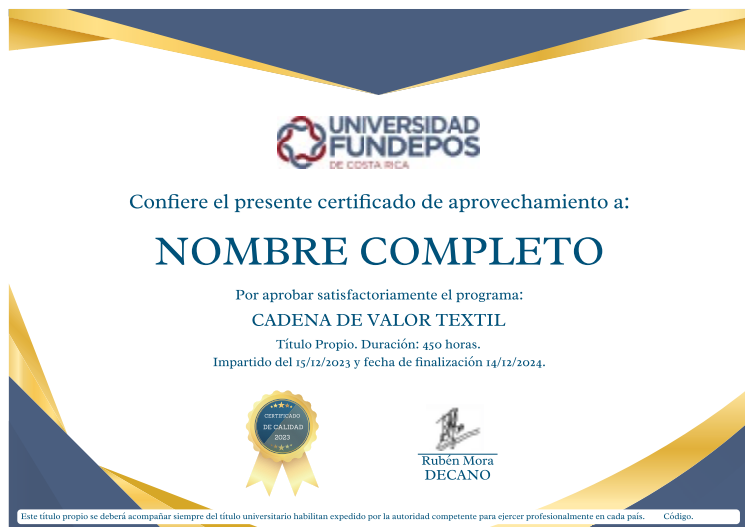 UNIVERSIDAD
FUNDEPOS
DE COSTA RICA
Confiere el presente certificado de aprovechamiento a:
NOMBRE COMPLETO
Por aprobar satisfactoriamente el programa:
CADENA DE VALOR TEXTIL
Título Propio. Duración: 450 horas.
Impartido del 15/12/2023 y fecha de finalización 14/12/2024.
CERTIFICADO
DE CALIDAD
2023
Rubén Mora
DECANO
Este título propio se deberá acompañar siempre del título universitario habilitan expedido por la autoridad competente para ejercer profesionalmente en cada país. Código.